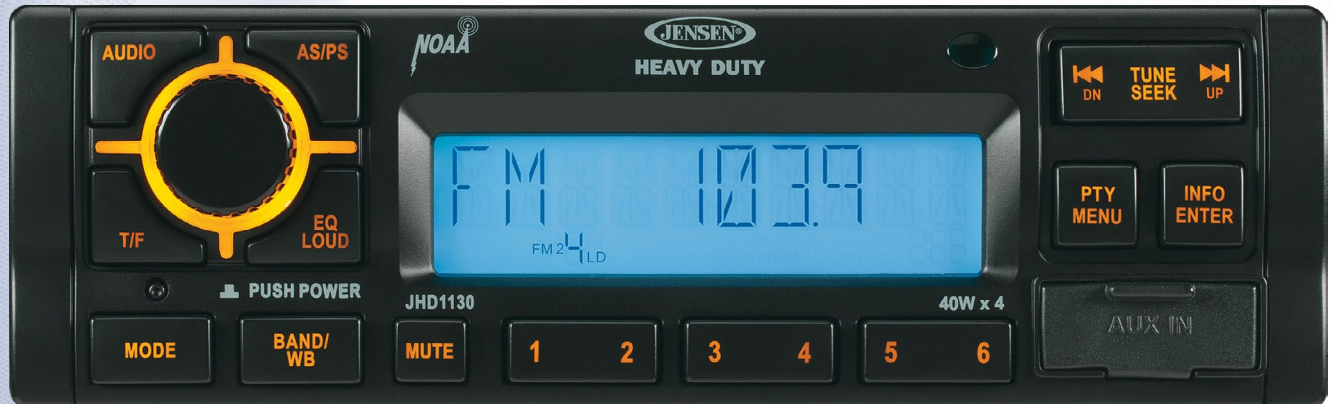 AUDIO
AS/PS
NOAA
JENSEN®
HEAVY DUTY
DN
TUNE
SEEK
UP
FM 103.9
FM2 4 LD
T/F
EQ
LOUD
PTY
MENU
INFO
ENTER
PUSH POWER
JHD1130
40W x 4
MODE
BAND/
WB
MUTE
1 2
3 4
5 6
AUX IN